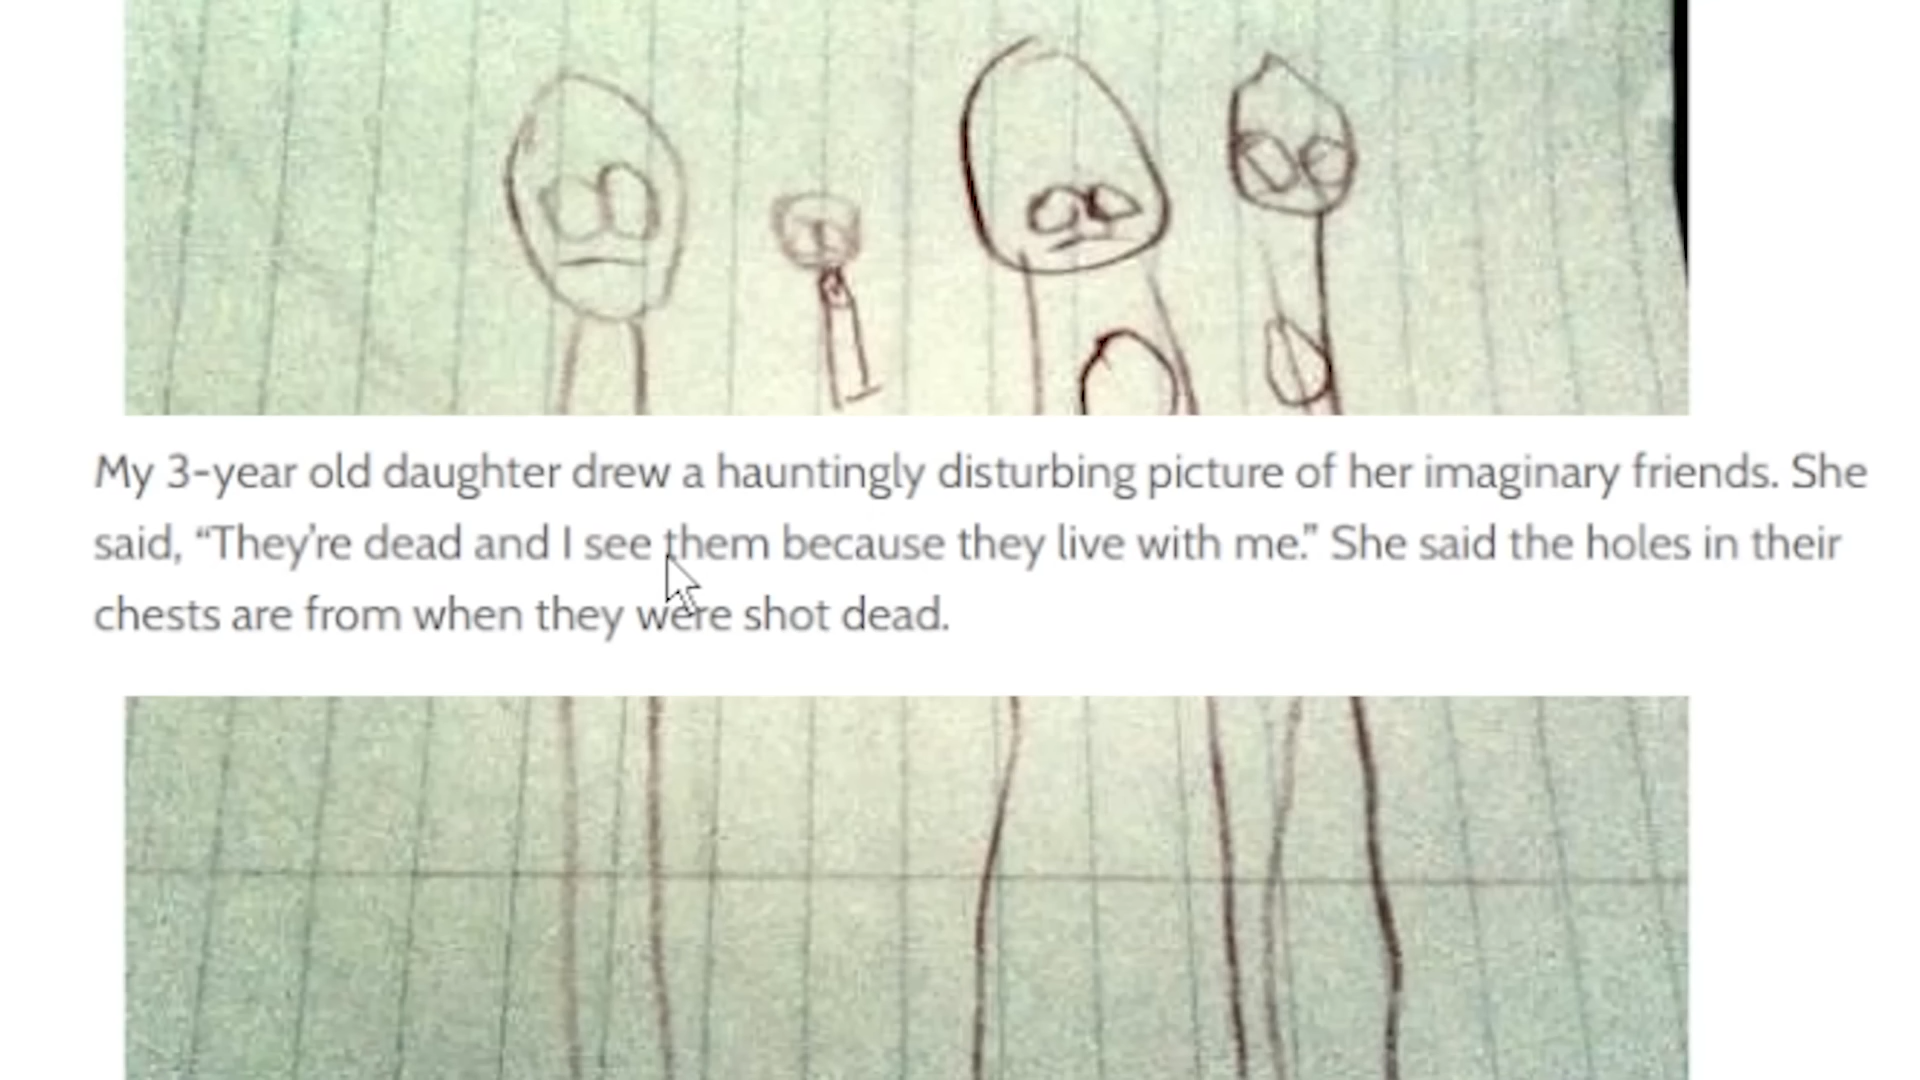 My 3-year old daughter drew a hauntingly disturbing picture of her imaginary friends. She
said, “They’re dead and I see them because they live with me.” She said the holes in their
chests are from when they were shot dead.